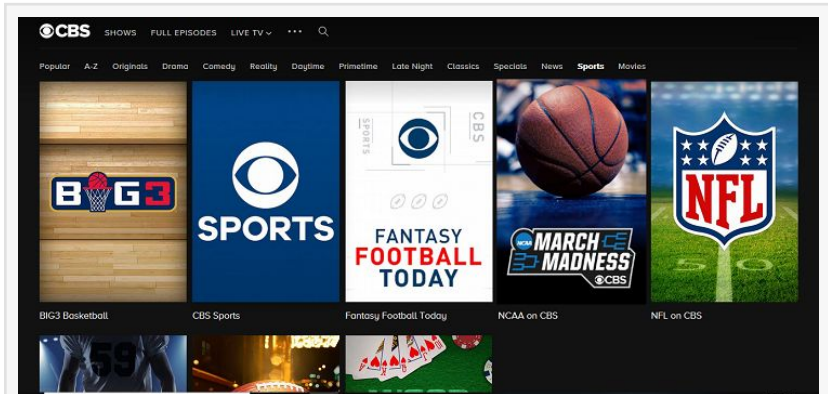 CBS SHOWS FULL EPISODES LIVE TV ...
Popular A-Z Originals Drama Comedy Reality Daytime Primetime Late Night Classics Specials News Sports Movies
BIG3
SPORTS
SPORTS
CBS
FANTASY
FOOTBALL
TODAY
NCAA
MARCH
MADNESS
CBS
NFL
5 0
BIG3 Basketball CBS Sports Fantasy Football Today NCAA on CBS NFL on CBS
59